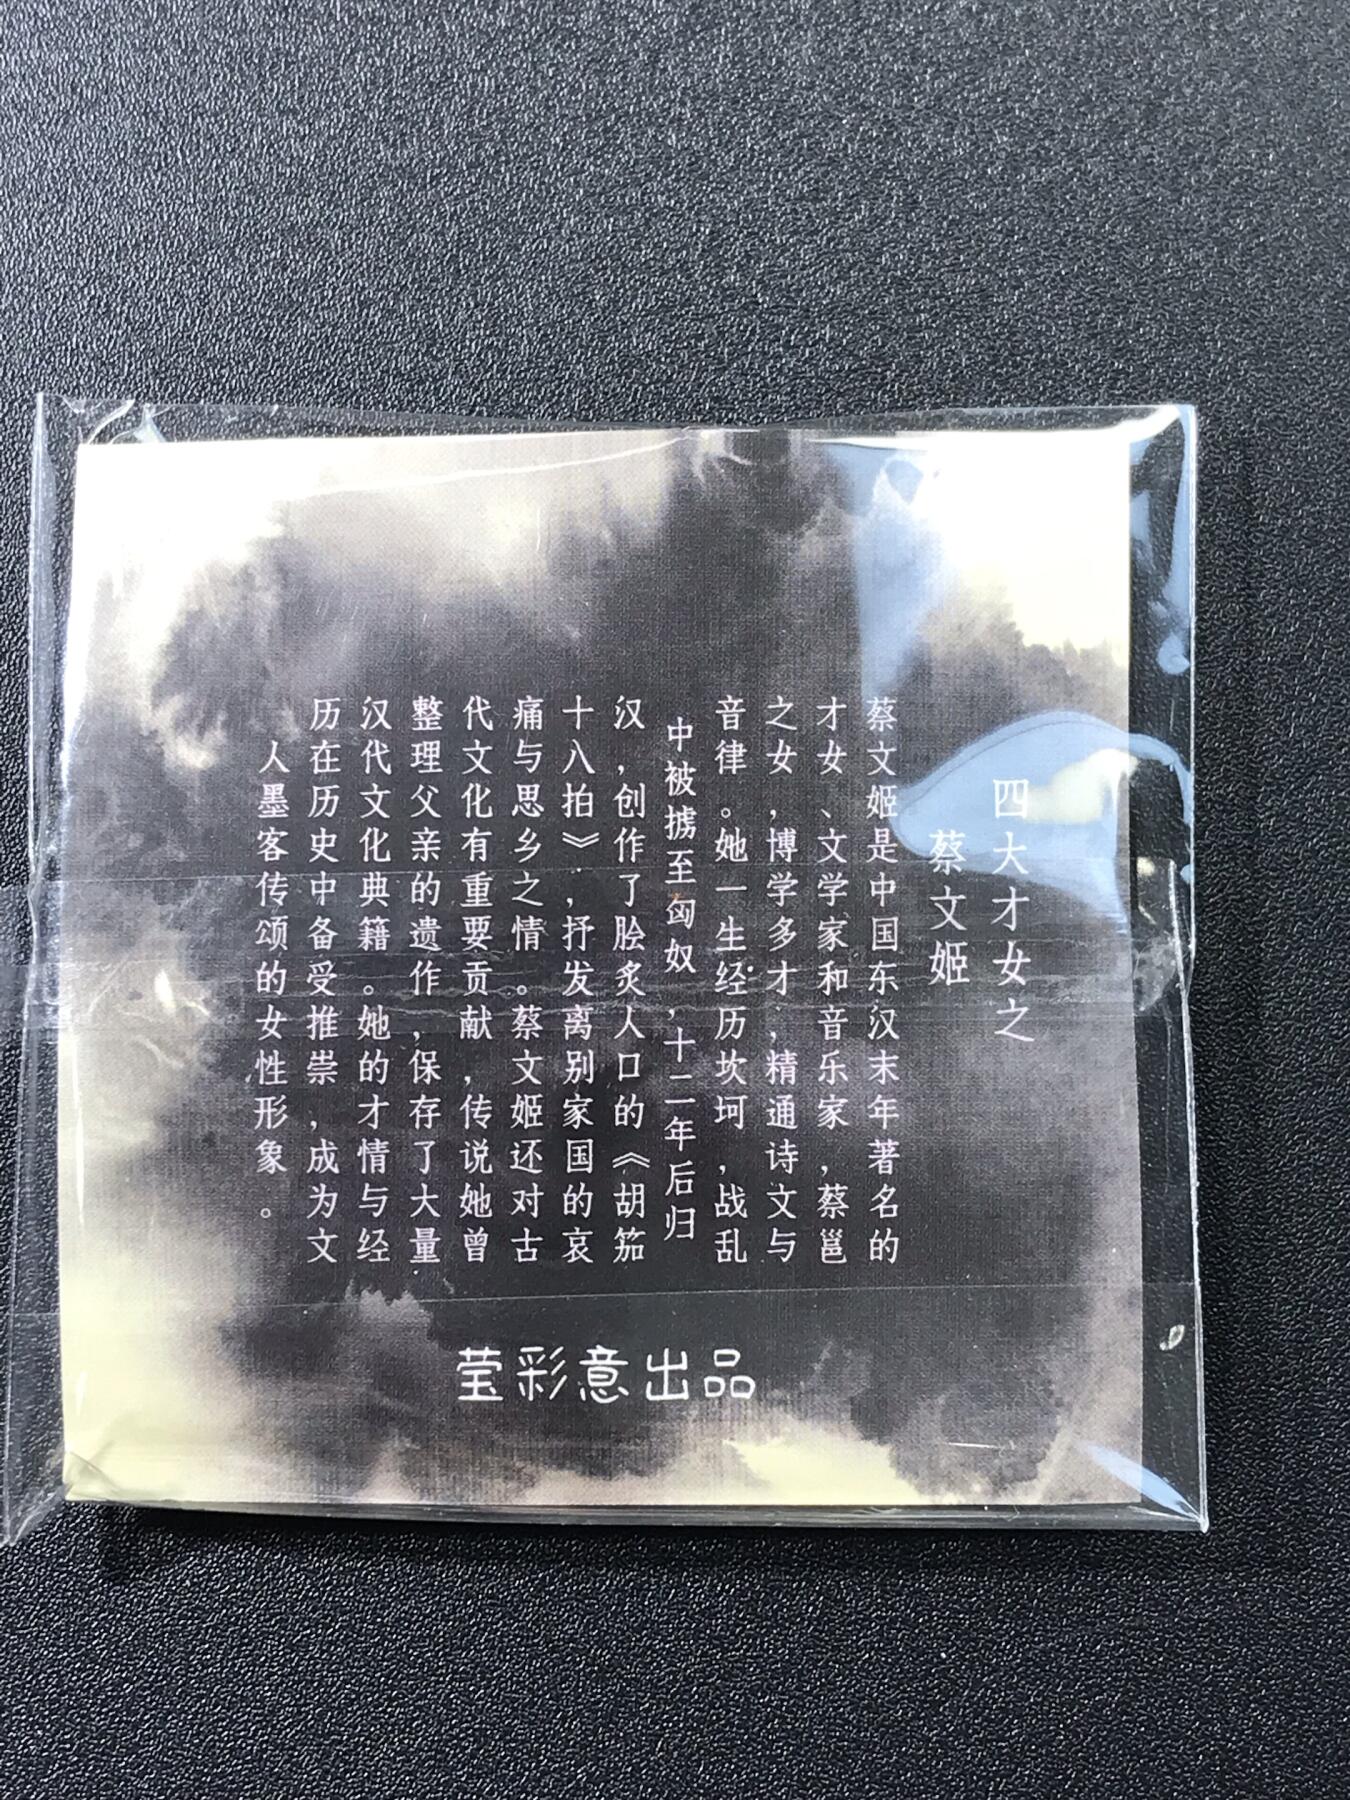 四大才女之
蔡文姬
蔡文姬是中国东汉末年著名的
才女、文学家和音乐家，蔡邕
之女，博学多才，精通诗文与
音律。她一生经历坎坷，战乱
中被掳至匈奴，十二年后归
汉，创作了脍炙人口的《胡笳
十八拍》，抒发离别家国的哀
痛与思乡之情。蔡文姬还对古
代文化有重要贡献，传说她曾
整理父亲的遗作，保存了大量
汉代文化典籍。她的才情与经
历在历史中备受推崇，成为文
人墨客传颂的女性形象。
莹彩意出品